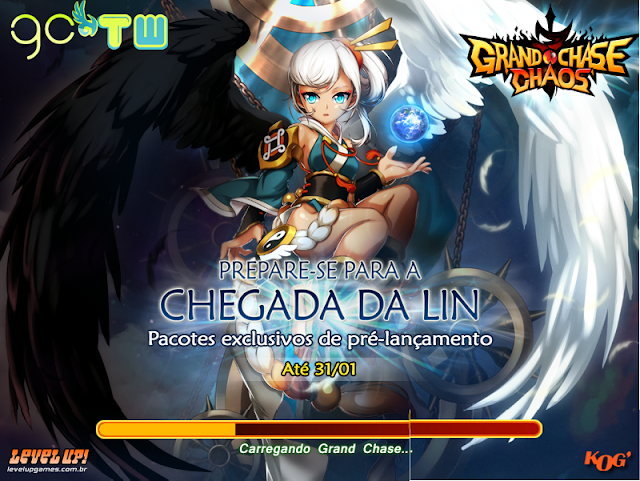 gc TW
GRAND CHASE
CHAOS
PREPARE-SE PARA A
CHEGADA DA LIN
Pacotes exclusivos de pré-lançamento
Até 31/01
Carregando Grand Chase...
LEVEL UP!
levelupgames.com.br
KOG'